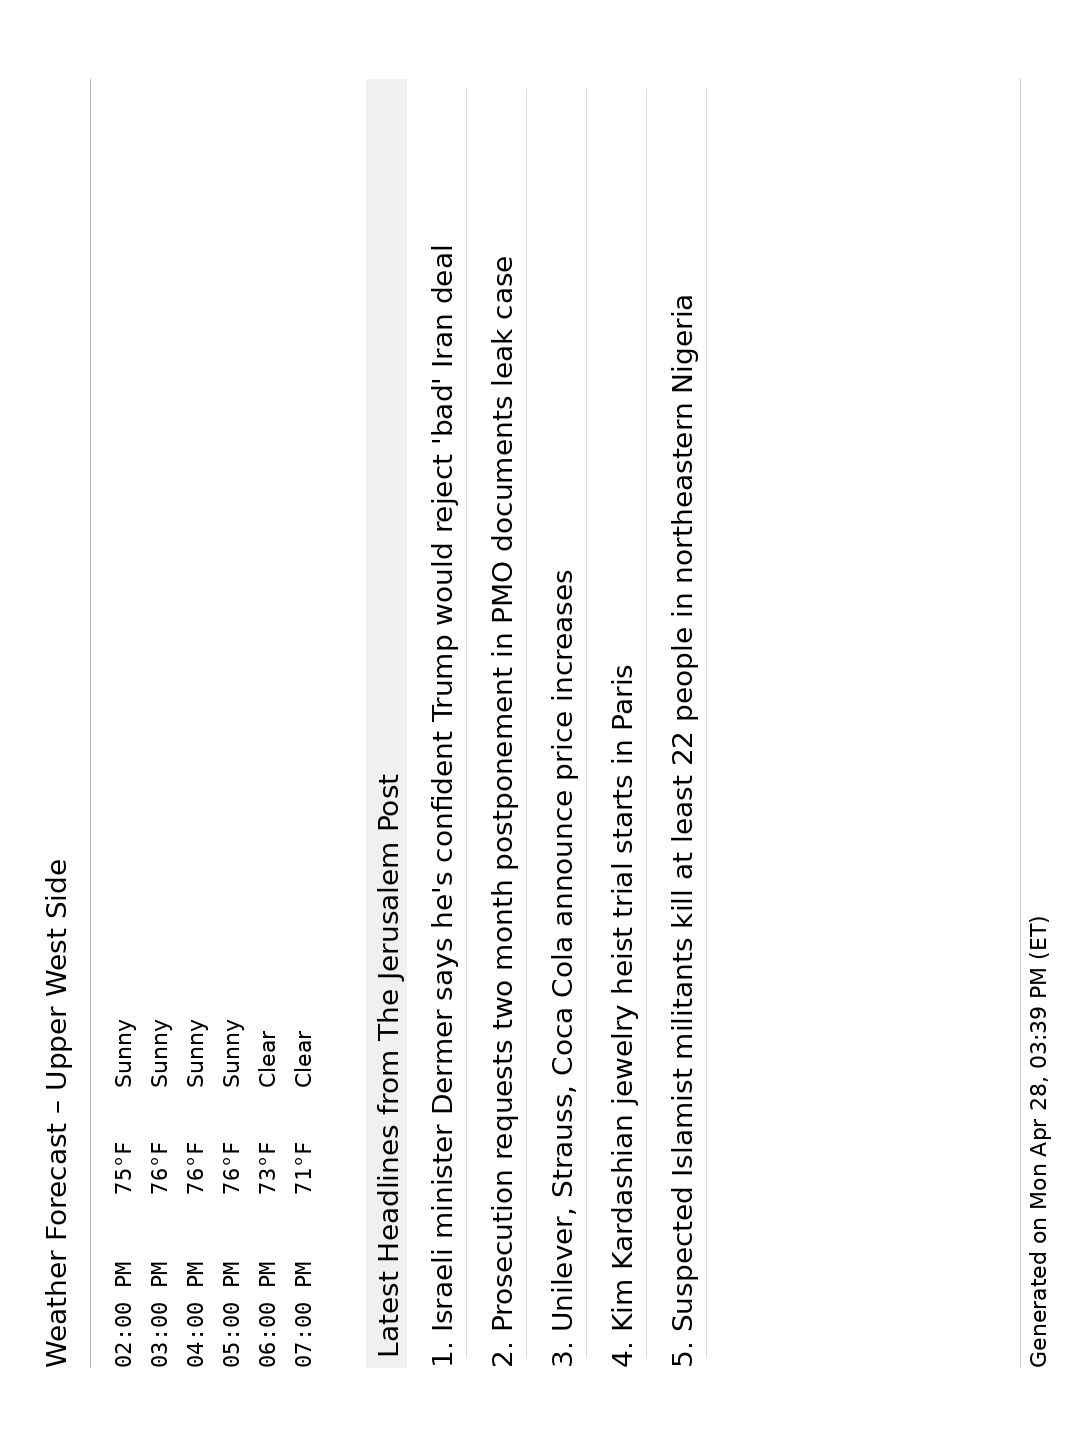 Weather Forecast – Upper West Side
02:00 PM 75°F Sunny
03:00 PM 76°F Sunny
04:00 PM 76°F Sunny
05:00 PM 76°F Sunny
06:00 PM 73°F Clear
07:00 PM 71°F Clear
Latest Headlines from The Jerusalem Post
1. Israeli minister Dermer says he's confident Trump would reject 'bad' Iran deal
2. Prosecution requests two month postponement in PMO documents leak case
3. Unilever, Strauss, Coca Cola announce price increases
4. Kim Kardashian jewelry heist trial starts in Paris
5. Suspected Islamist militants kill at least 22 people in northeastern Nigeria
Generated on Mon Apr 28, 03:39 PM (ET)